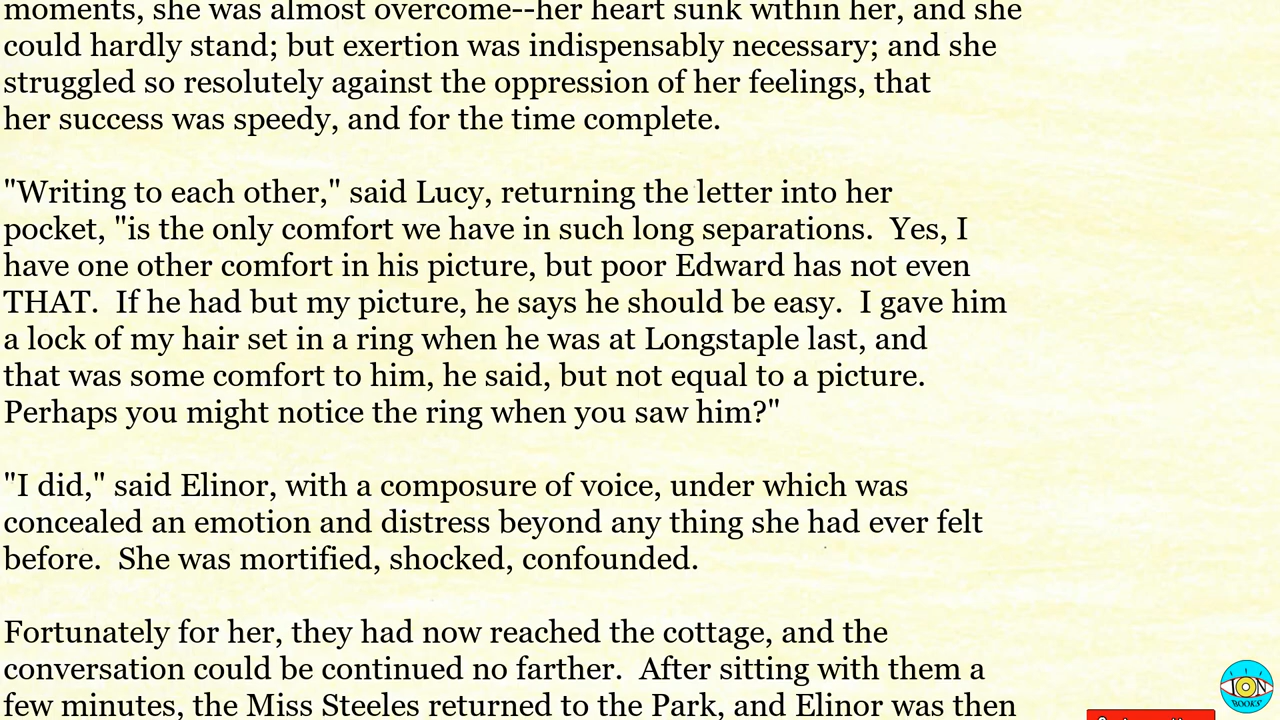 moments, she was almost overcome--her heart sunk within her, and she
could hardly stand; but exertion was indispensably necessary; and she
struggled so resolutely against the oppression of her feelings, that
her success was speedy, and for the time complete.
"Writing to each other," said Lucy, returning the letter into her
pocket, "is the only comfort we have in such long separations.  Yes, I
have one other comfort in his picture, but poor Edward has not even
THAT.  If he had but my picture, he says he should be easy.  I gave him
a lock of my hair set in a ring when he was at Longstaple last, and
that was some comfort to him, he said, but not equal to a picture.
Perhaps you might notice the ring when you saw him?"
"I did," said Elinor, with a composure of voice, under which was
concealed an emotion and distress beyond any thing she had ever felt
before.  She was mortified, shocked, confounded.
Fortunately for her, they had now reached the cottage, and the
conversation could be continued no farther.  After sitting with them a
few minutes, the Miss Steeles returned to the Park, and Elinor was then
ION
BOOKS